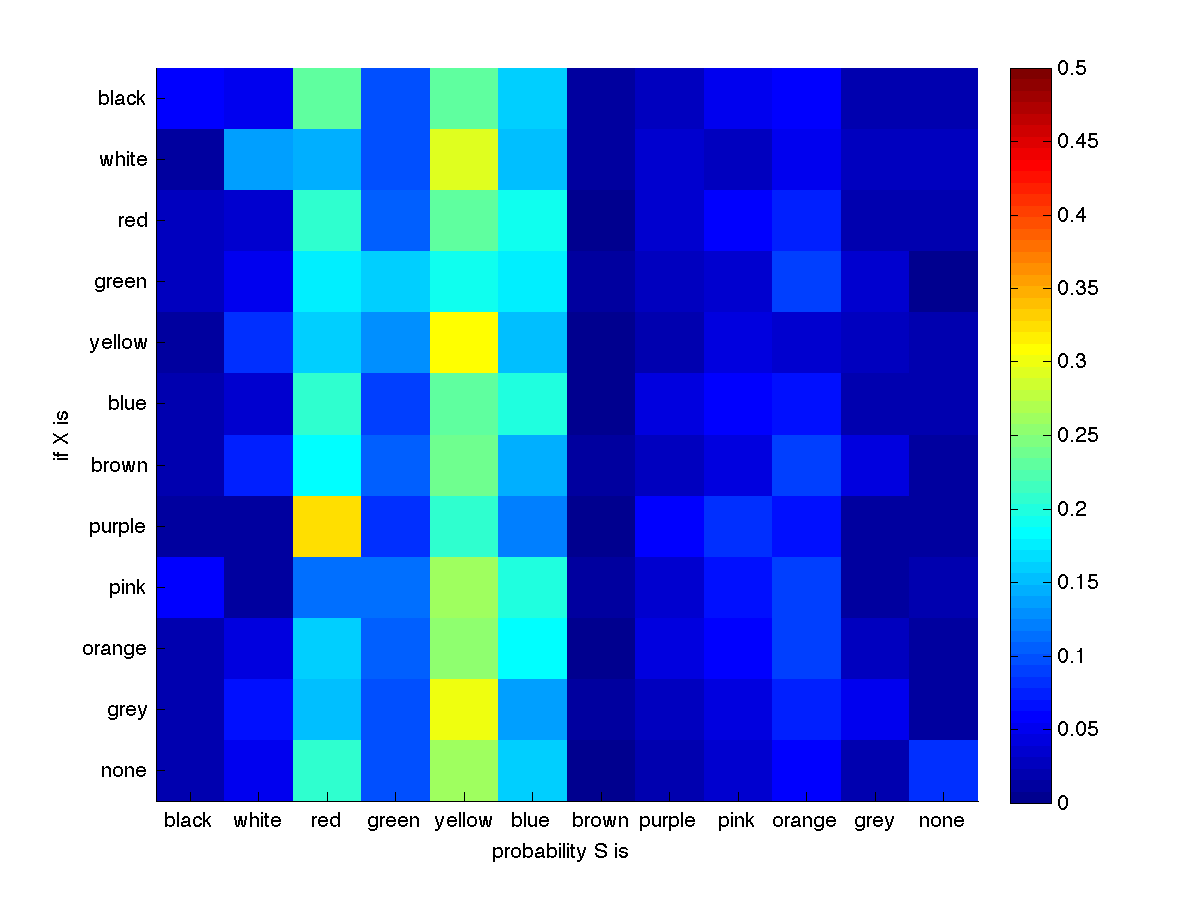 black
white
red
green
yellow
blue
brown
purple
pink
orange
grey
none
if X is
black white red green yellow blue brown purple pink orange grey none
probability S is
0.5
0.45
0.4
0.35
0.3
0.25
0.2
0.15
0.1
0.05
0